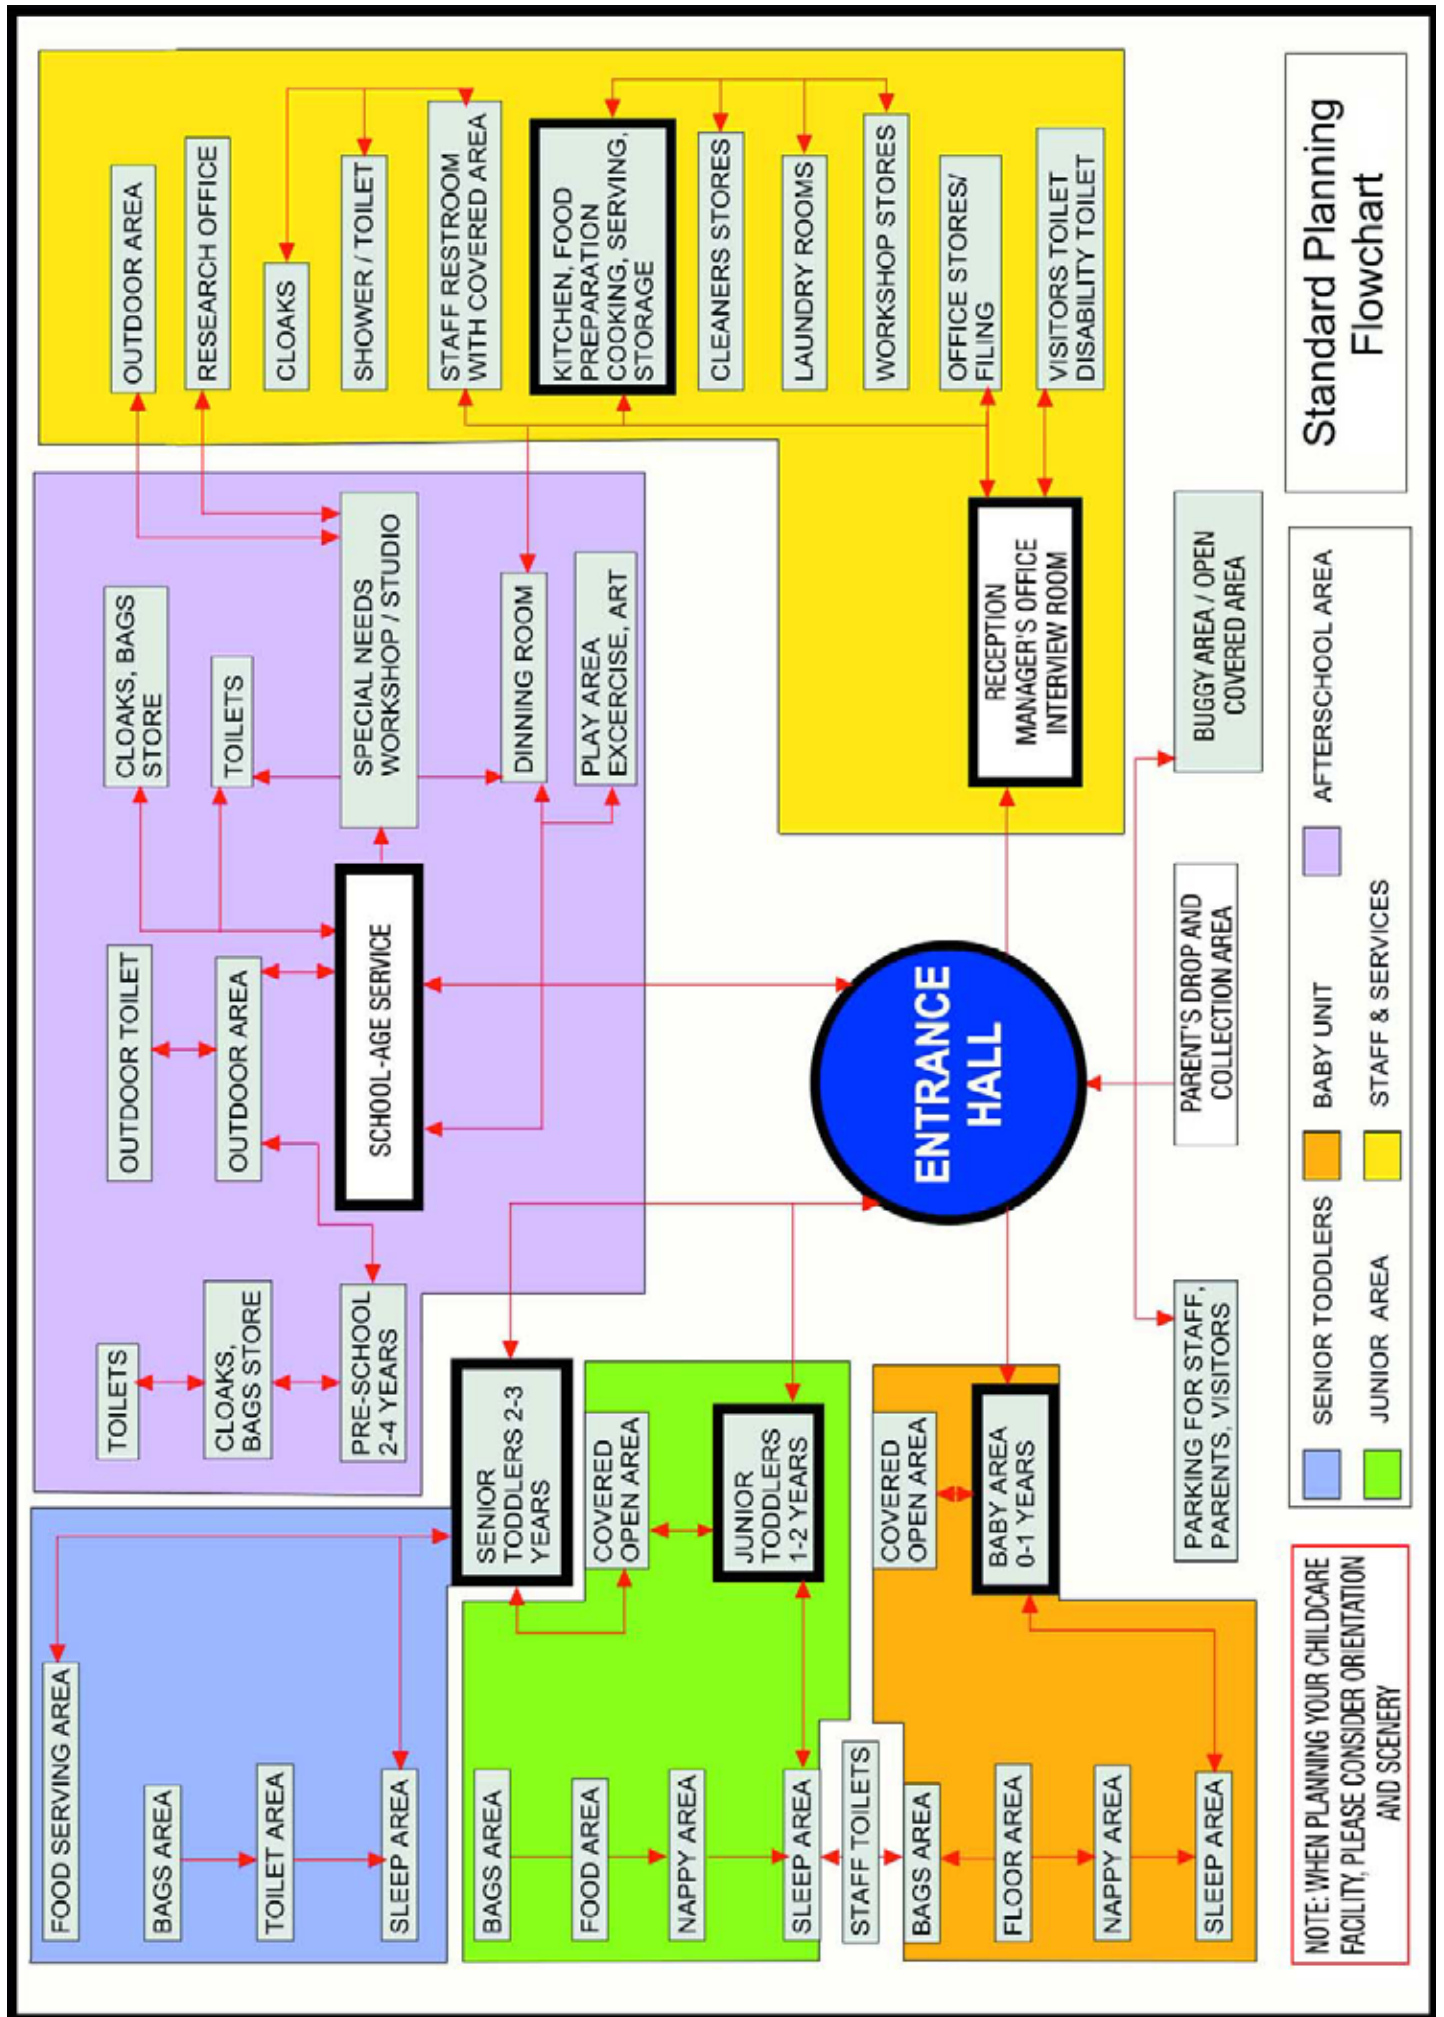 FOOD SERVING AREA
BAGS AREA
TOILET AREA
SLEEP AREA
TOILETS
CLOAKS,
BAGS STORE
PRE-SCHOOL
2-4 YEARS
OUTDOOR TOILET
OUTDOOR AREA
SCHOOL-AGE SERVICE
CLOAKS, BAGS
STORE
TOILETS
SPECIAL NEEDS
WORKSHOP / STUDIO
DINNING ROOM
PLAY AREA
EXCERCISE, ART
OUTDOOR AREA
RESEARCH OFFICE
CLOAKS
SHOWER / TOILET
STAFF RESTROOM
WITH COVERED AREA
KITCHEN, FOOD
PREPARATION
COOKING, SERVING,
STORAGE
CLEANERS STORES
LAUNDRY ROOMS
WORKSHOP STORES
OFFICE STORES/
FILING
VISITORS TOILET
DISABILITY TOILET
SENIOR
TODDLERS 2-3
YEARS
COVERED
OPEN AREA
JUNIOR
TODDLERS
1-2 YEARS
BAGS AREA
FOOD AREA
NAPPY AREA
SLEEP AREA
STAFF TOILETS
COVERED
OPEN AREA
BABY AREA
0-1 YEARS
BAGS AREA
FLOOR AREA
NAPPY AREA
SLEEP AREA
ENTRANCE
HALL
RECEPTION
MANAGER'S OFFICE
INTERVIEW ROOM
PARKING FOR STAFF,
PARENTS, VISITORS
PARENT'S DROP AND
COLLECTION AREA
BUGGY AREA / OPEN
COVERED AREA
NOTE: WHEN PLANNING YOUR CHILDCARE
FACILITY, PLEASE CONSIDER ORIENTATION
AND SCENERY
SENIOR TODDLERS
BABY UNIT
AFTERSCHOOL AREA
JUNIOR AREA
STAFF & SERVICES
Standard Planning
Flowchart